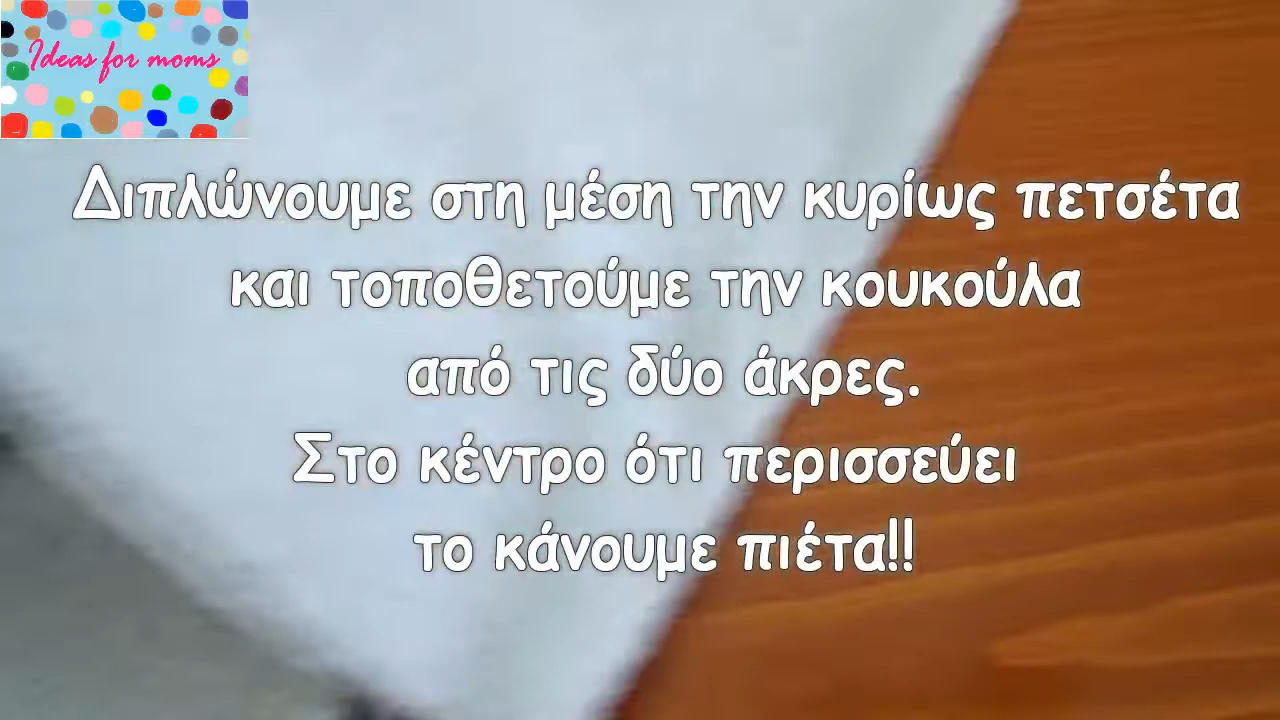 Ideas for moms
Διπλώνουμε στη μέση την κυρίως πετσέτα
και τοποθετούμε την κουκούλα
από τις δύο άκρες.
Στο κέντρο ότι περισσεύει
το κάνουμε πιέτα!!